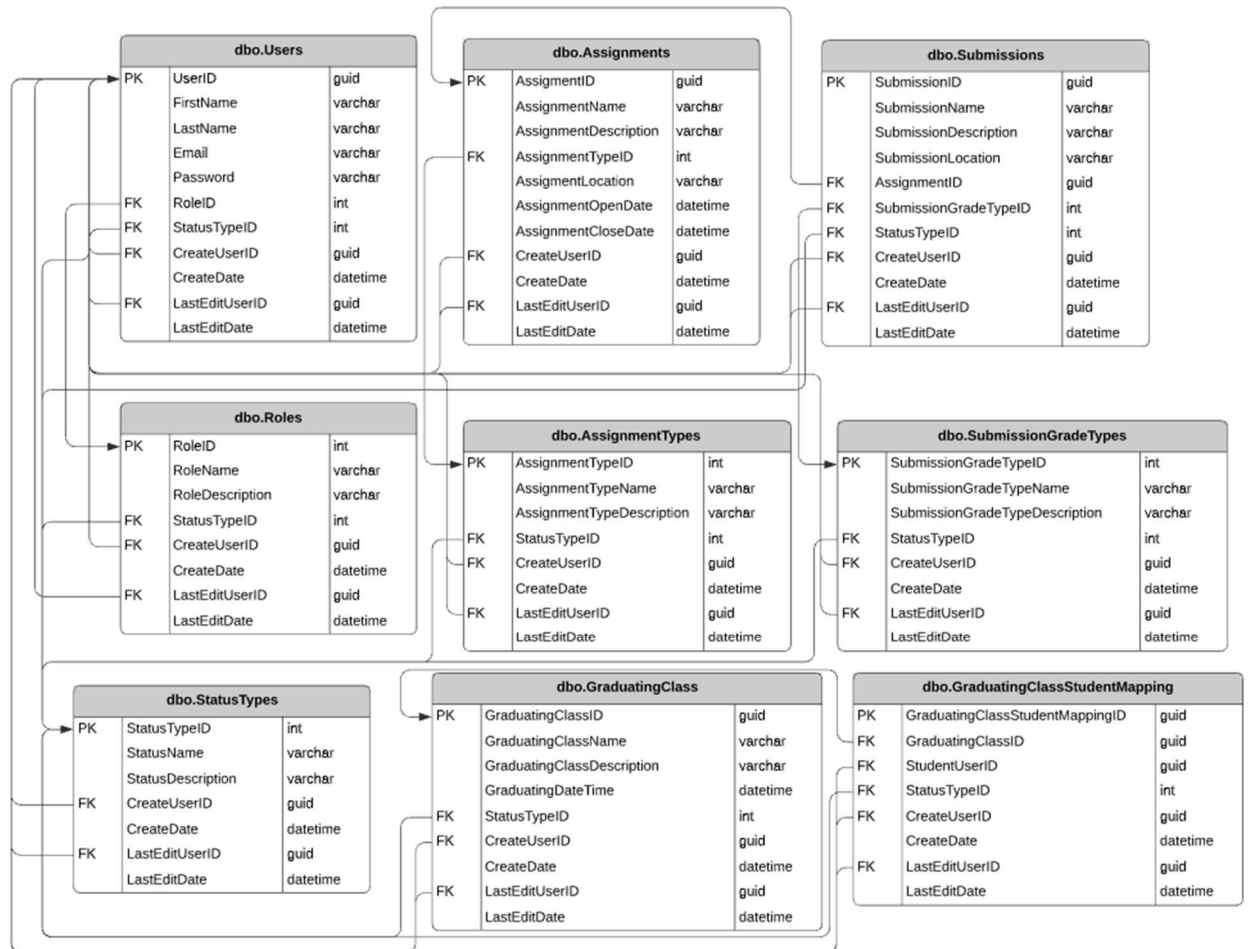 dbo.Users
PK UserID guid
FirstName varchar
LastName varchar
Email varchar
Password varchar
FK RoleID int
FK StatusTypeID int
FK CreateUserID guid
CreateDate datetime
FK LastEditUserID guid
LastEditDate datetime
dbo.Assignments
PK AssigmentID guid
AssignmentName varchar
AssignmentDescription varchar
FK AssignmentTypeID int
AssigmentLocation varchar
AssignmentOpenDate datetime
AssignmentCloseDate datetime
FK CreateUserID guid
CreateDate datetime
FK LastEditUserID guid
LastEditDate datetime
dbo.Submissions
PK SubmissionID guid
SubmissionName varchar
SubmissionDescription varchar
SubmissionLocation varchar
FK AssignmentID guid
FK SubmissionGradeTypeID int
FK StatusTypeID int
FK CreateUserID guid
CreateDate datetime
FK LastEditUserID guid
LastEditDate datetime
dbo.Roles
PK RoleID int
RoleName varchar
RoleDescription varchar
FK StatusTypeID int
FK CreateUserID guid
CreateDate datetime
FK LastEditUserID guid
LastEditDate datetime
dbo.AssignmentTypes
PK AssignmentTypeID int
AssignmentTypeName varchar
AssignmentTypeDescription varchar
FK StatusTypeID int
FK CreateUserID guid
CreateDate datetime
FK LastEditUserID guid
LastEditDate datetime
dbo.SubmissionGradeTypes
PK SubmissionGradeTypeID int
SubmissionGradeTypeName varchar
SubmissionGradeTypeDescription varchar
FK StatusTypeID int
FK CreateUserID guid
CreateDate datetime
FK LastEditUserID guid
LastEditDate datetime
dbo.StatusTypes
PK StatusTypeID int
StatusName varchar
StatusDescription varchar
FK CreateUserID guid
CreateDate datetime
FK LastEditUserID guid
LastEditDate datetime
dbo.GraduatingClass
PK GraduatingClassID guid
GraduatingClassName varchar
GraduatingClassDescription varchar
GraduatingDateTime datetime
FK StatusTypeID int
FK CreateUserID guid
CreateDate datetime
FK LastEditUserID guid
LastEditDate datetime
dbo.GraduatingClassStudentMapping
PK GraduatingClassStudentMappingID guid
FK GraduatingClassID guid
FK StudentUserID guid
FK StatusTypeID int
FK CreateUserID guid
CreateDate datetime
FK LastEditUserID guid
LastEditDate datetime